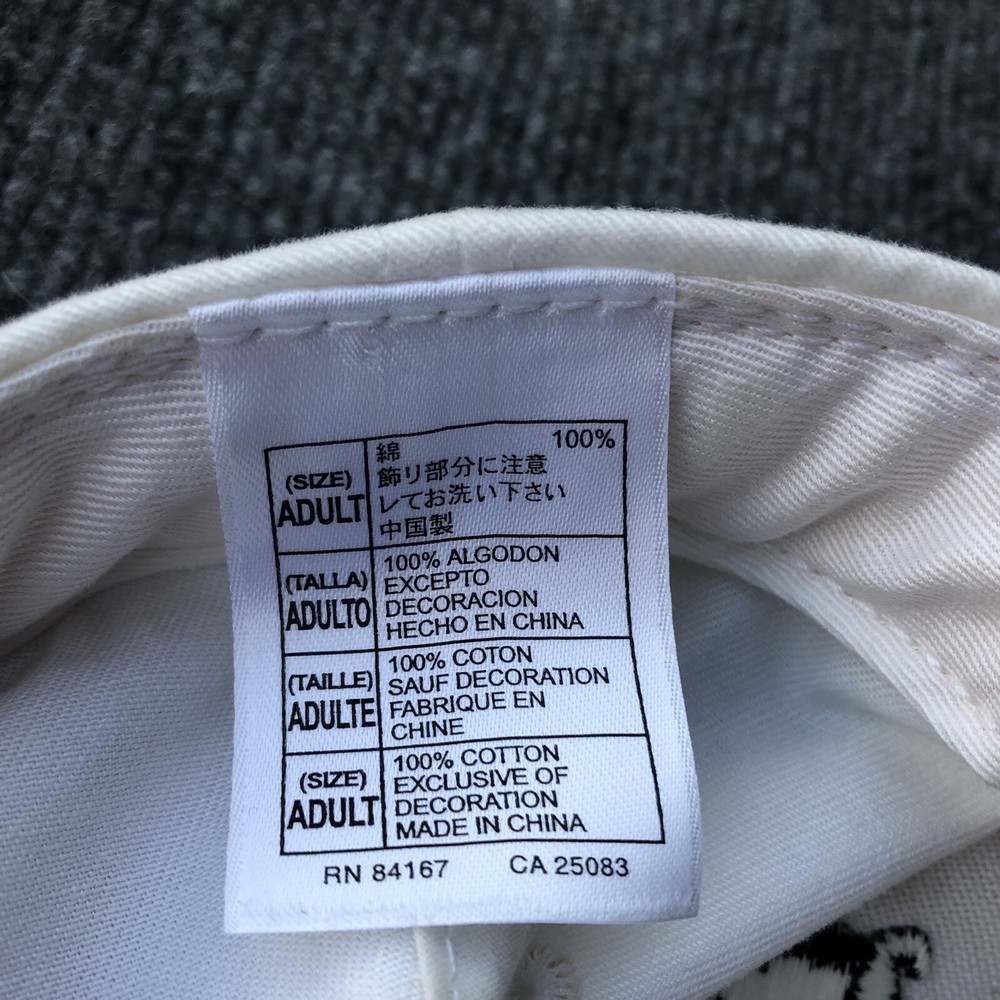 (SIZE)
ADULT
綿 100%
飾り部分に注意
してお洗い下さい
中国製
(TALLA)
ADULTO
100% ALGODON
EXCEPTO
DECORACION
HECHO EN CHINA
(TAILLE)
ADULTE
100% COTON
SAUF DECORATION
FABRIQUE EN
CHINE
(SIZE)
ADULT
100% COTTON
EXCLUSIVE OF
DECORATION
MADE IN CHINA
RN 84167 CA 25083